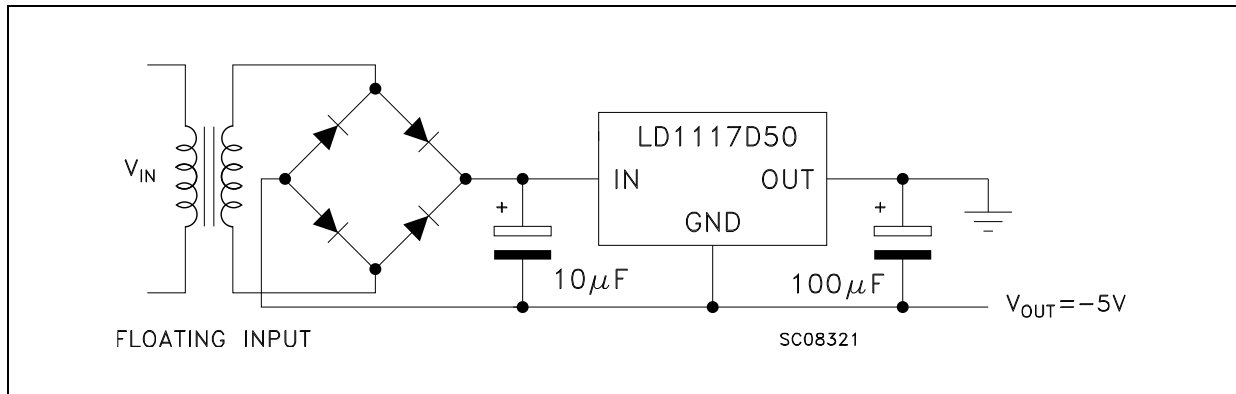 LD1117D50
V_IN
IN
OUT
+
+
GND
10μF
100μF
V_OUT=-5V
FLOATING INPUT
SC08321